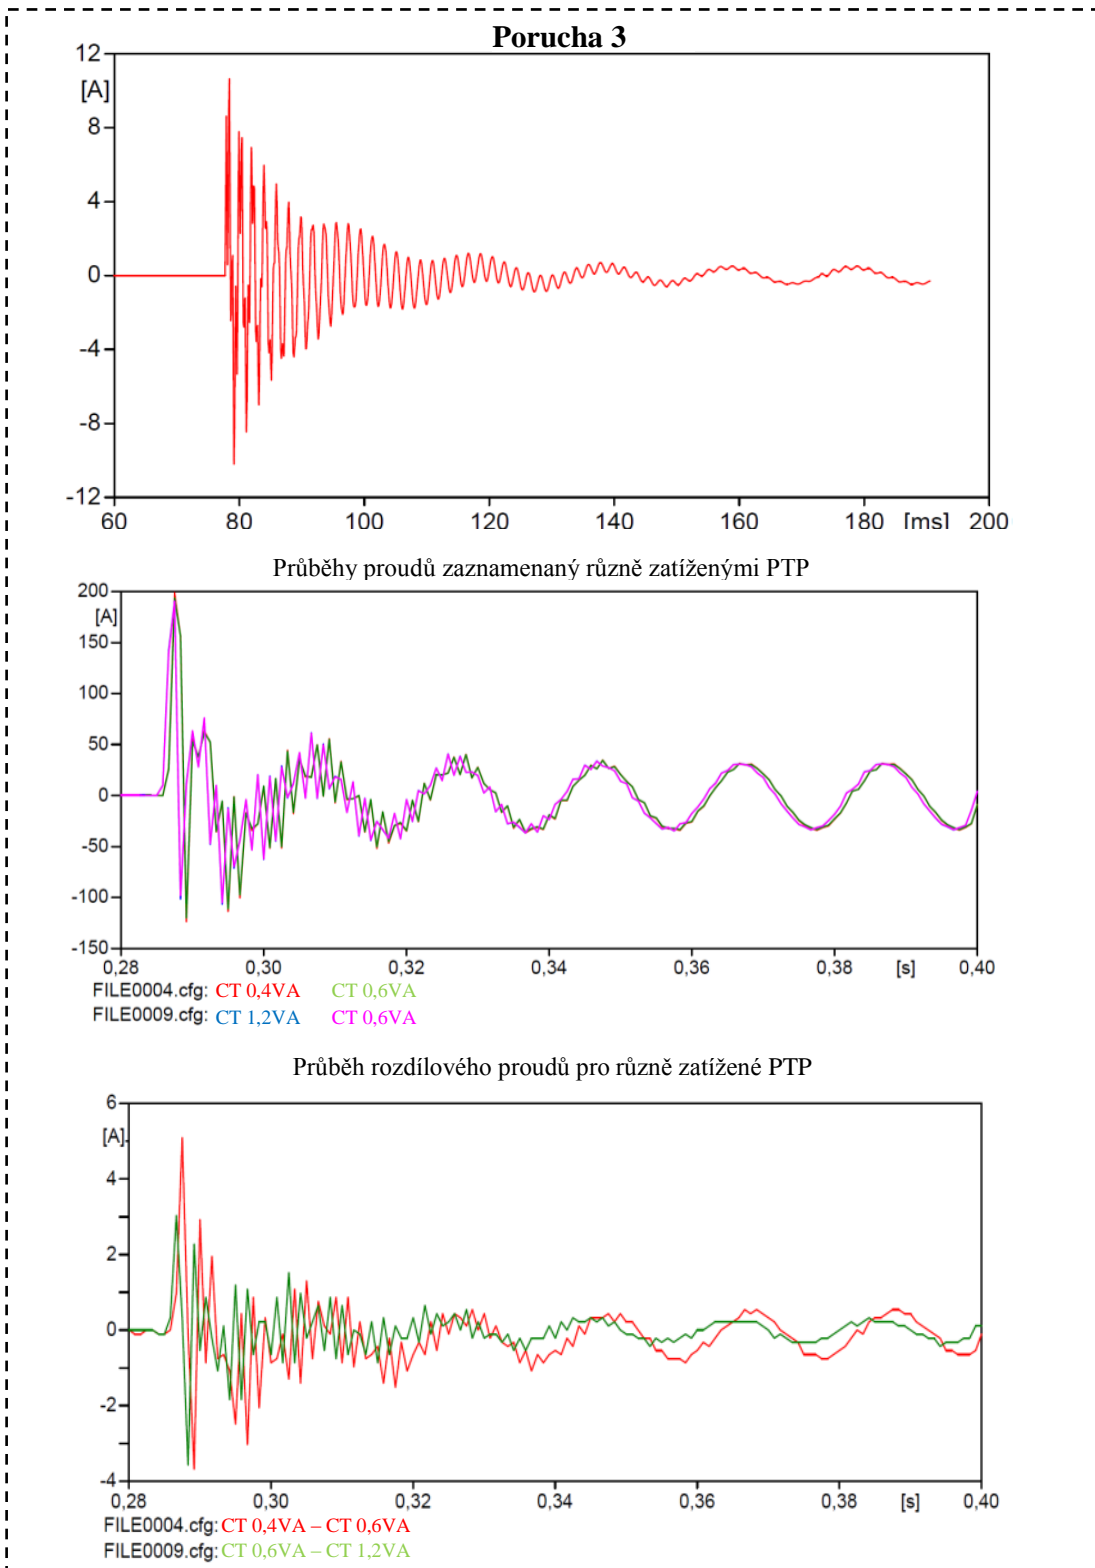 Porucha 3
12
[A]
8
4
0
-4
-8
-12
60 80 100 120 140 160 180 [ms] 200
Průběhy proudů zaznamenaný různě zatíženými PTP
200
[A]
150
100
50
0
-50
-100
-150
0,28 0,30 0,32 0,34 0,36 0,38 [s] 0,40
FILE0004.cfg: CT 0,4VA CT 0,6VA
FILE0009.cfg: CT 1,2VA CT 0,6VA
Průběh rozdílového proudů pro různě zatížené PTP
6
[A]
4
2
0
-2
-4
0,28 0,30 0,32 0,34 0,36 0,38 [s] 0,40
FILE0004.cfg: CT 0,4VA – CT 0,6VA
FILE0009.cfg: CT 0,6VA – CT 1,2VA